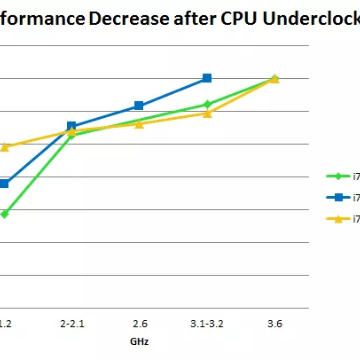 formance Decrease after CPU Underclock
i7
i7
i7
1.2 2-2.1 2.6 3.1-3.2 3.6
GHz